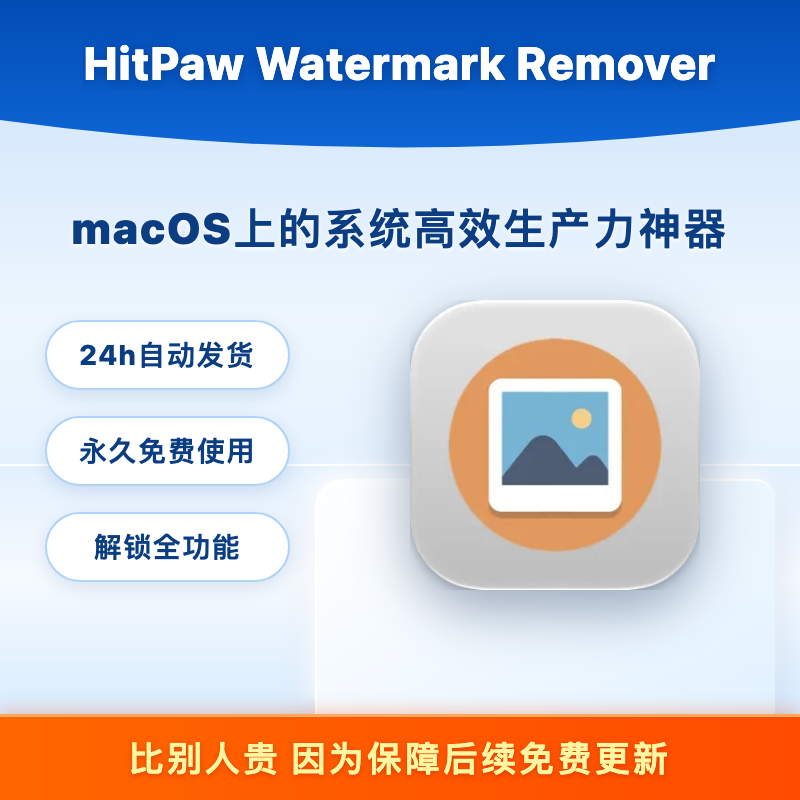 HitPaw Watermark Remover
macOS上的系统高效生产力神器
24h自动发货
永久免费使用
解锁全功能
比别人贵 因为保障后续免费更新